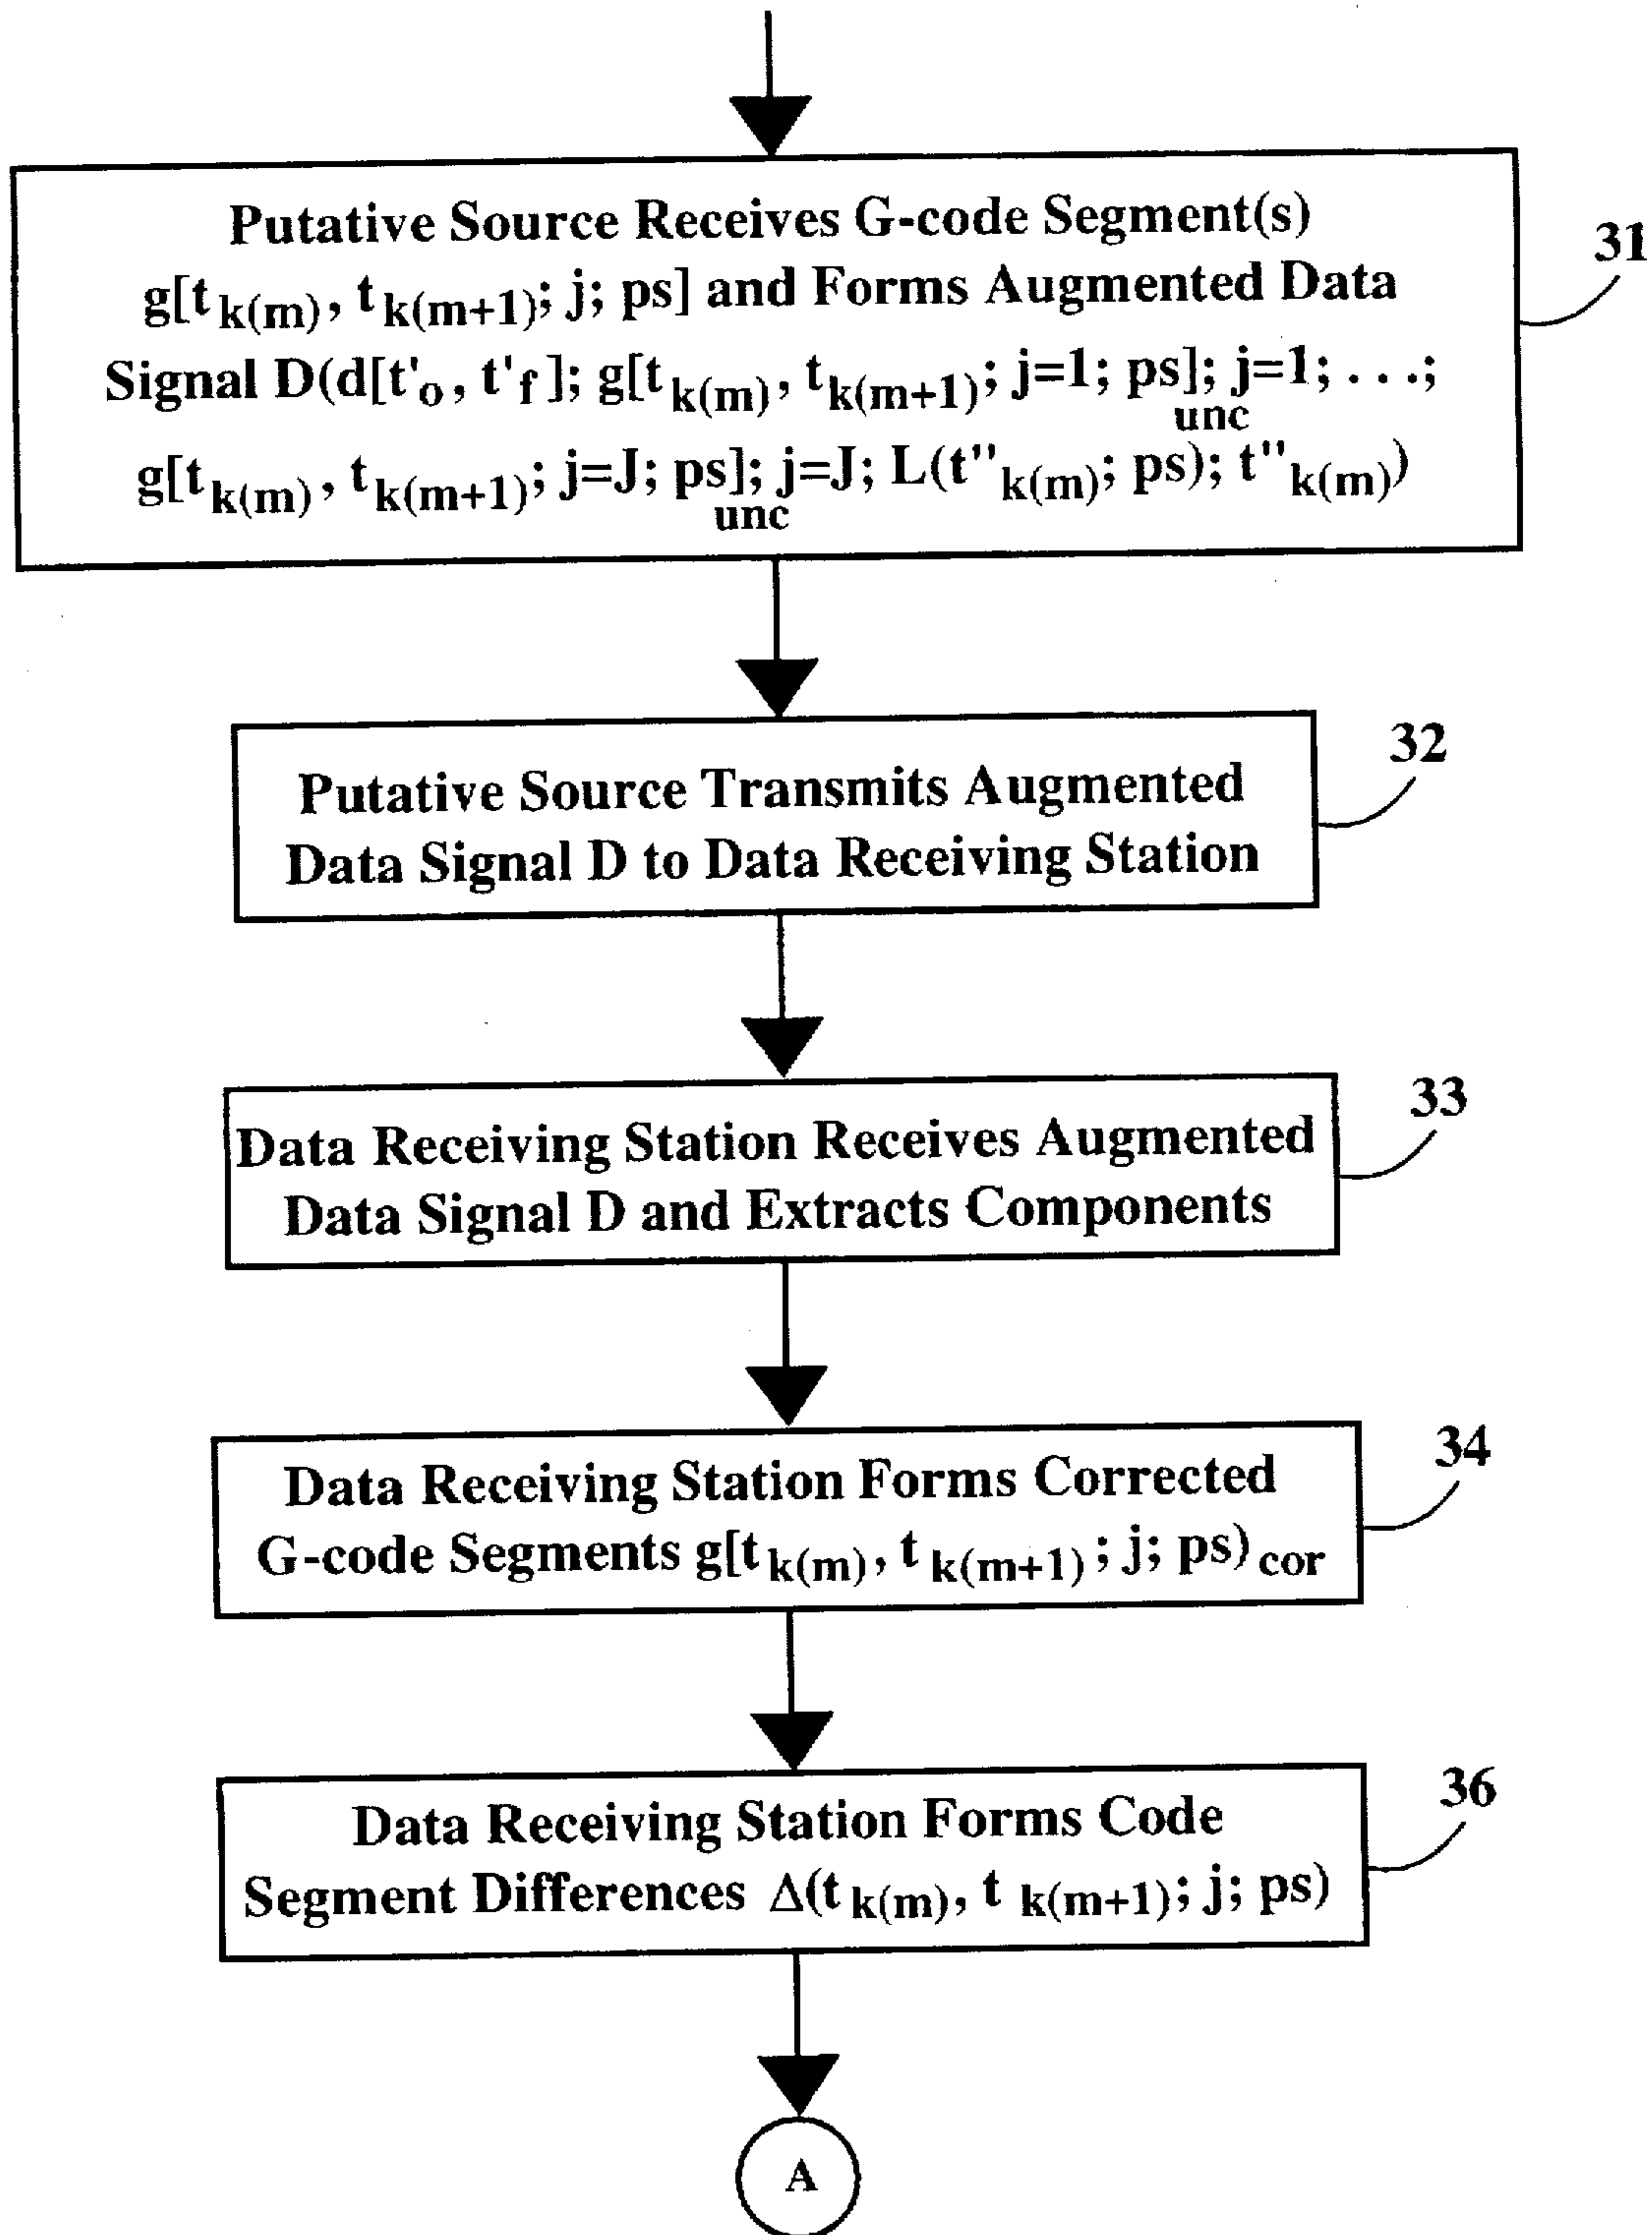 Putative Source Receives G-code Segment(s)
31
g[t k(m), t k(m+1); j; ps] and Forms Augmented Data
Signal D(d[t'o, t'f]; g[t k(m), t k(m+1); j=1; ps]unc; j=1; . . .;
g[t k(m), t k(m+1); j=J; ps]unc; j=J; L(t"k(m); ps); t"k(m))
32
Putative Source Transmits Augmented
Data Signal D to Data Receiving Station
33
Data Receiving Station Receives Augmented
Data Signal D and Extracts Components
34
Data Receiving Station Forms Corrected
G-code Segments g[t k(m), t k(m+1); j; ps)cor
36
Data Receiving Station Forms Code
Segment Differences Δ(t k(m), t k(m+1); j; ps)
A